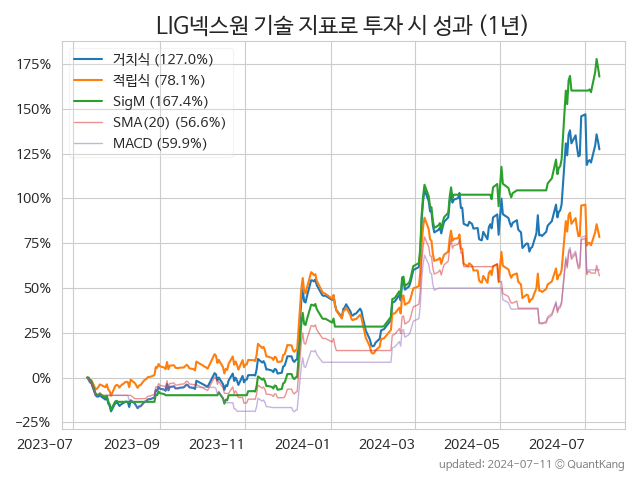 LIG넥스원 기술 지표로 투자 시 성과 (1년)
거치식 (127.0%)
적립식 (78.1%)
SigM (167.4%)
SMA(20) (56.6%)
MACD (59.9%)
175%
150%
125%
100%
75%
50%
25%
0%
−25%
2023-07 2023-09 2023-11 2024-01 2024-03 2024-05 2024-07
updated: 2024-07-11 ⓒ QuantKang